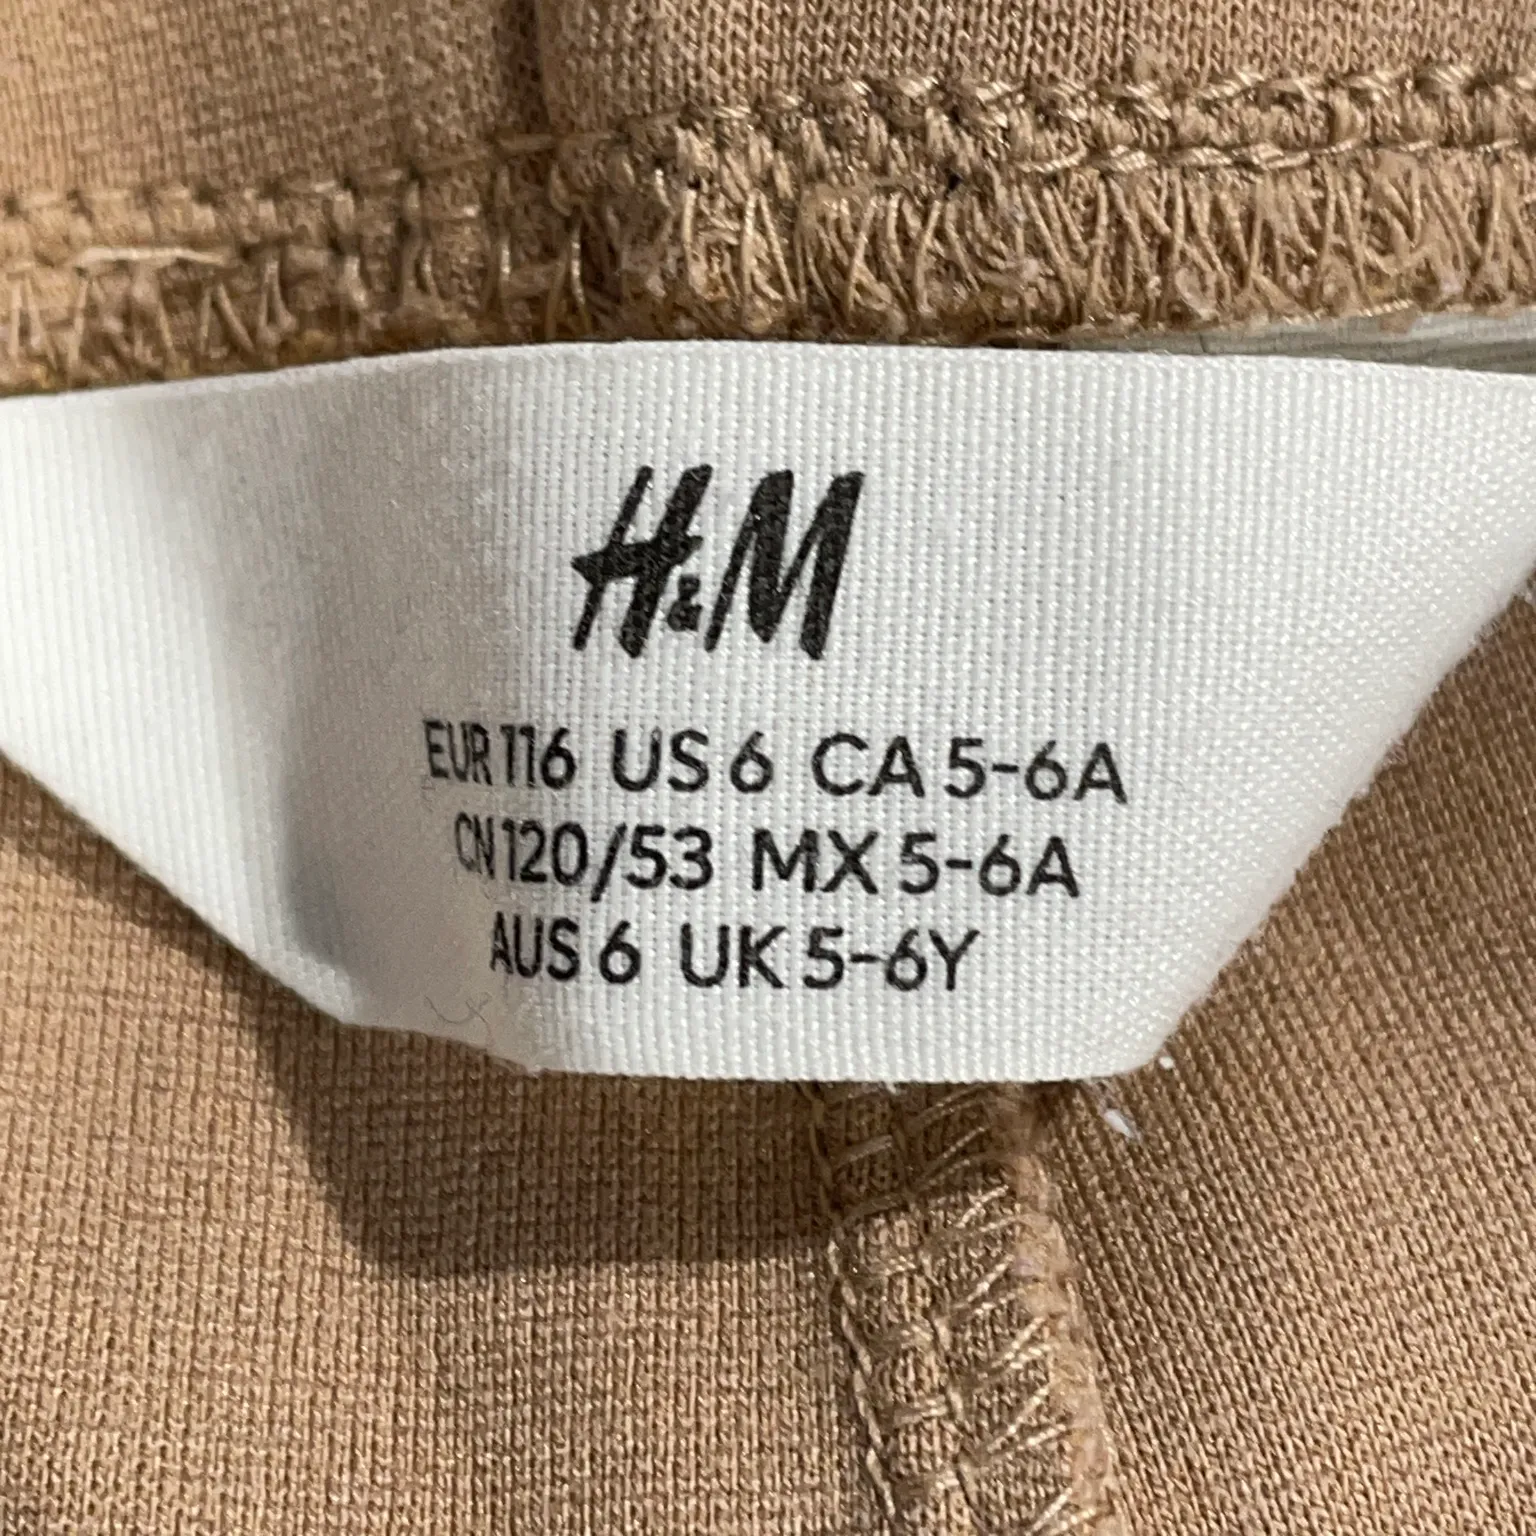 H&M
EUR 116 US 6 CA 5-6A
CN 120/53 MX 5-6A
AUS 6 UK 5-6Y